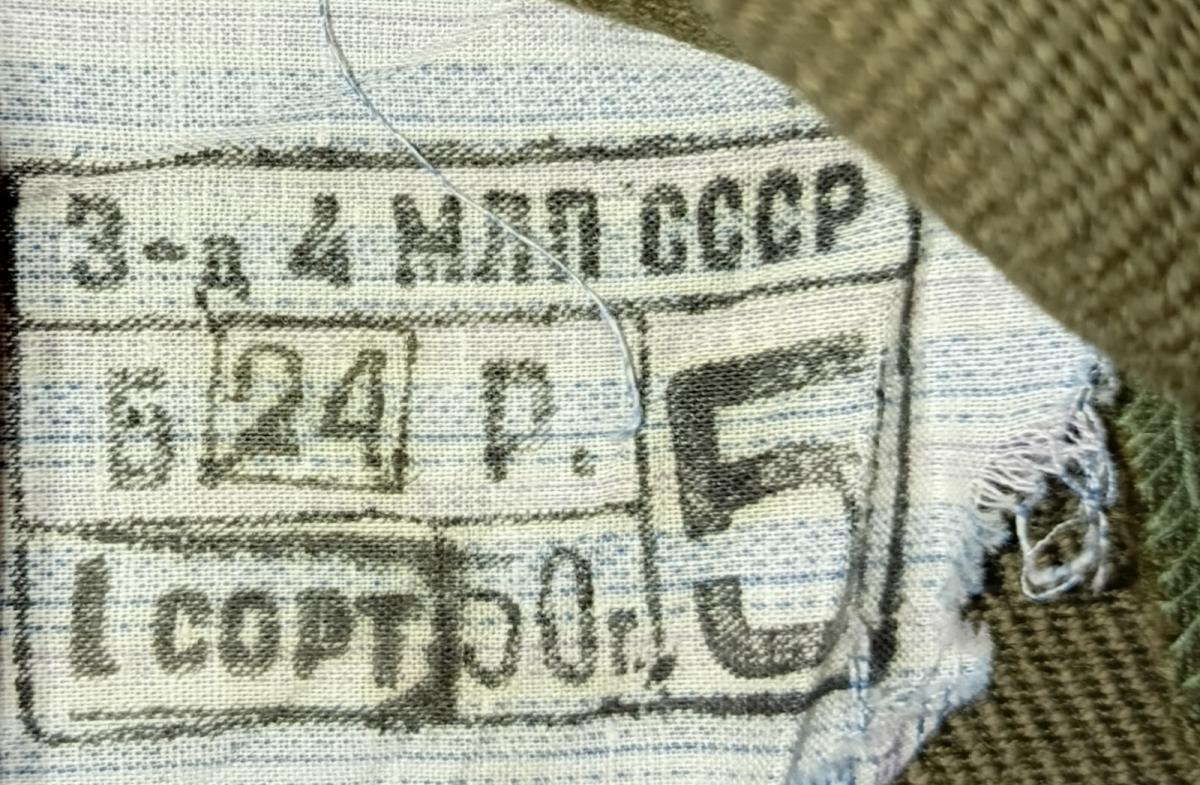 З-д 4 МЛП СССР
Б 24 Р. 5
1 СОРТ 50г.